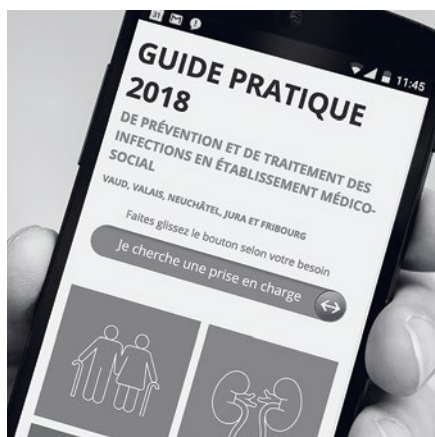 31
11:45
GUIDE PRATIQUE
2018
DE PRÉVENTION ET DE TRAITEMENT DES
INFECTIONS EN ÉTABLISSEMENT MÉDICO-
SOCIAL
VAUD, VALAIS, NEUCHÂTEL, JURA ET FRIBOURG
Faites glissez le bouton selon votre besoin
Je cherche une prise en charge